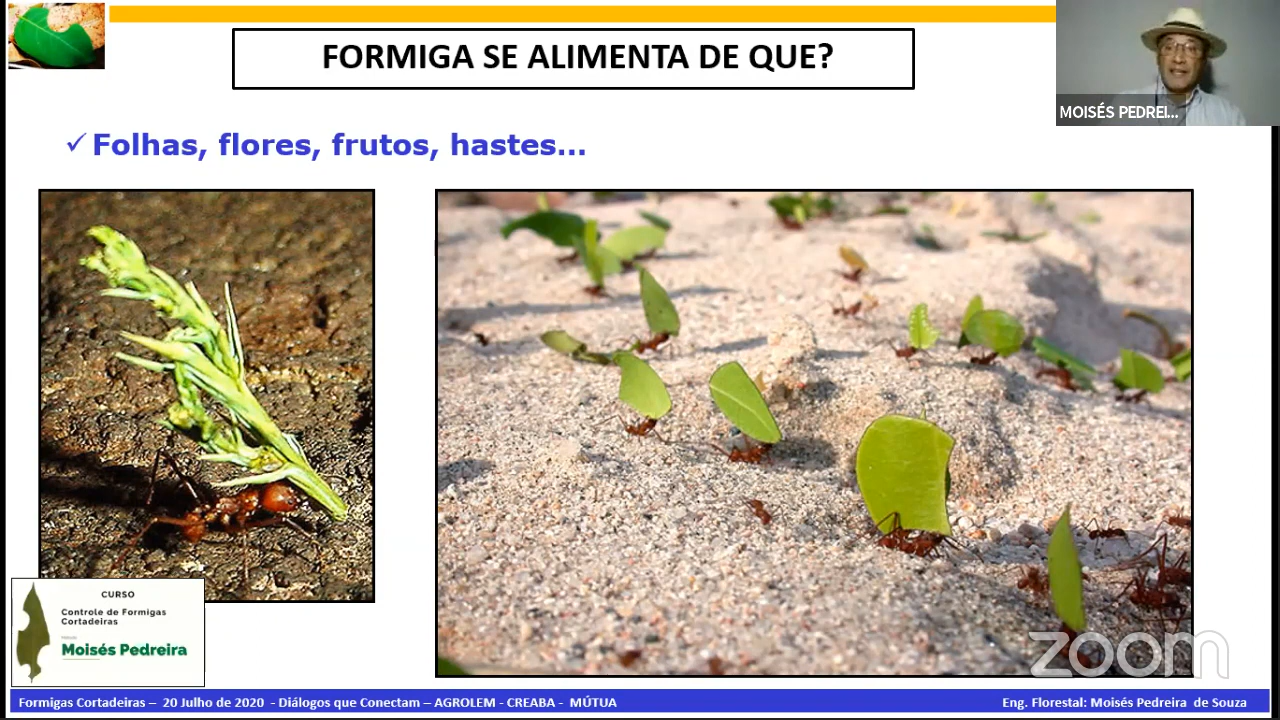 FORMIGA SE ALIMENTA DE QUE?
MOISÉS PEDREI...
✓ Folhas, flores, frutos, hastes...
CURSO
Controle de Formigas
Cortadeiras
Moisés Pedreira
zoom
Formigas Cortadeiras – 20 Julho de 2020 - Diálogos que Conectam – AGROLEM - CREABA - MÚTUA
Eng. Florestal: Moisés Pedreira de Souza